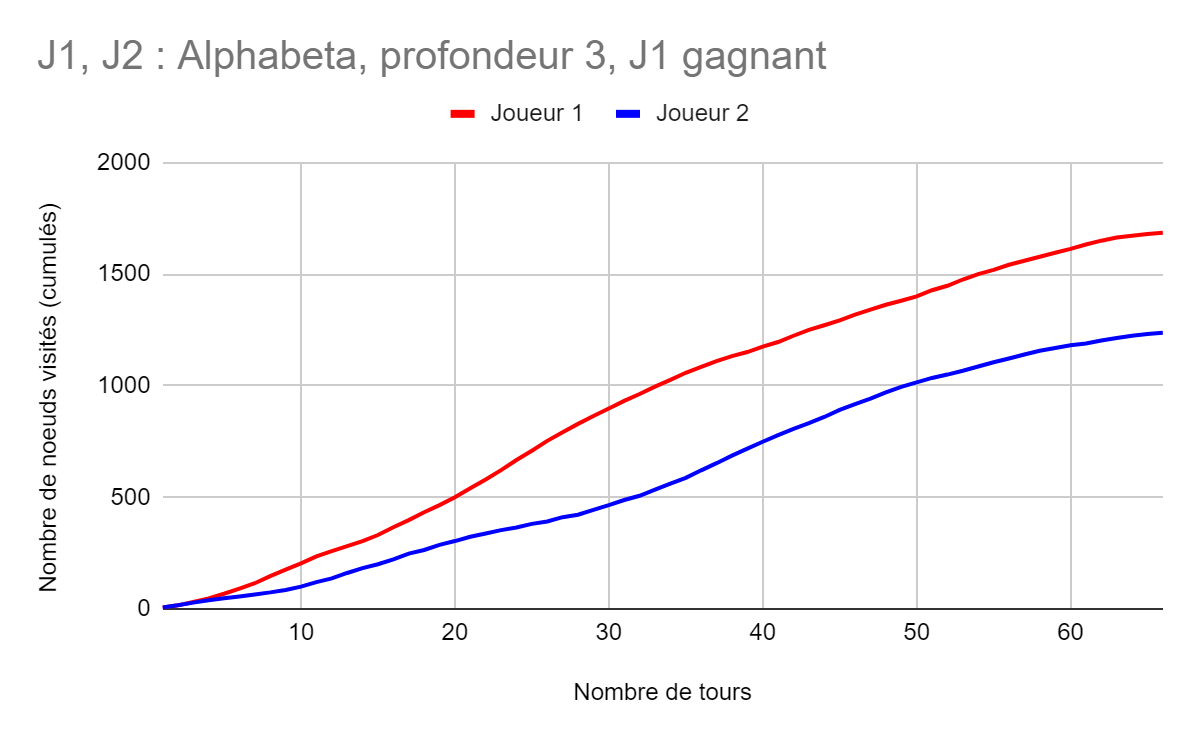 J1, J2 : Alphabeta, profondeur 3, J1 gagnant
Joueur 1
Joueur 2
Nombre de noeuds visités (cumulés)
2000
1500
1000
500
0
10
20
30
40
50
60
Nombre de tours